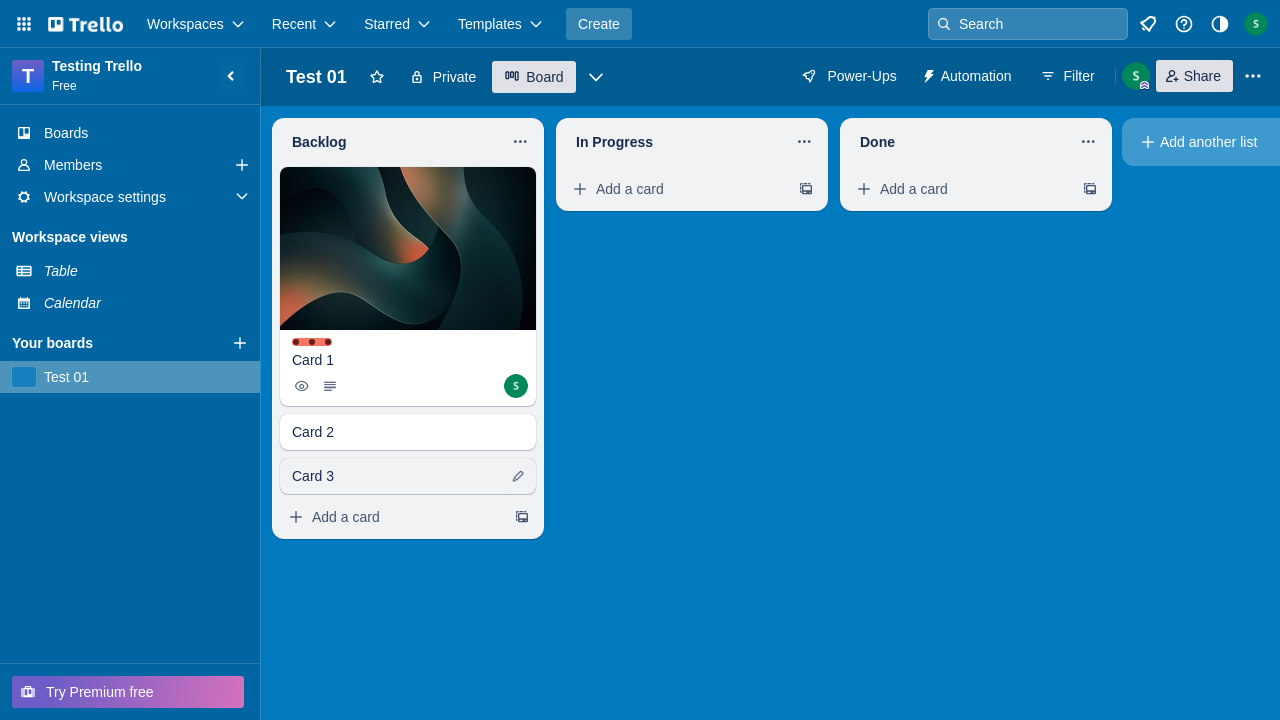 Trello
Workspaces
Recent
Starred
Templates
Create
Search
S
T
Testing Trello
Free
Test 01
Private
Board
Power-Ups
Automation
Filter
S
Share
Boards
Members
Workspace settings
Workspace views
Table
Calendar
Your boards
Test 01
Try Premium free
Backlog
Card 1
S
Card 2
Card 3
Add a card
In Progress
Add a card
Done
Add a card
Add another list